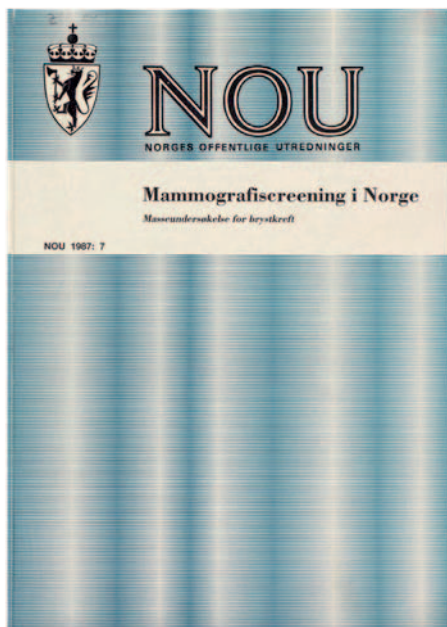 NOU
NORGES OFFENTLIGE UTREDNINGER
Mammografiscreening i Norge
Masseundersøkelse for brystkreft
NOU 1987: 7